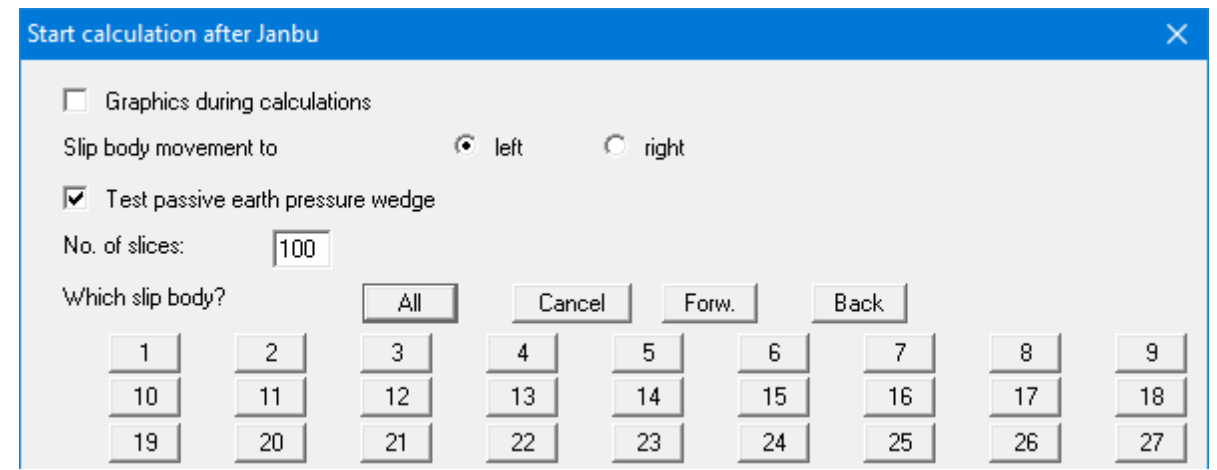 Start calculation after Janbu
Graphics during calculations
Slip body movement to left right
Test passive earth pressure wedge
No. of slices: 100
Which slip body? All Cancel Forw. Back
1 2 3 4 5 6 7 8 9
10 11 12 13 14 15 16 17 18
19 20 21 22 23 24 25 26 27